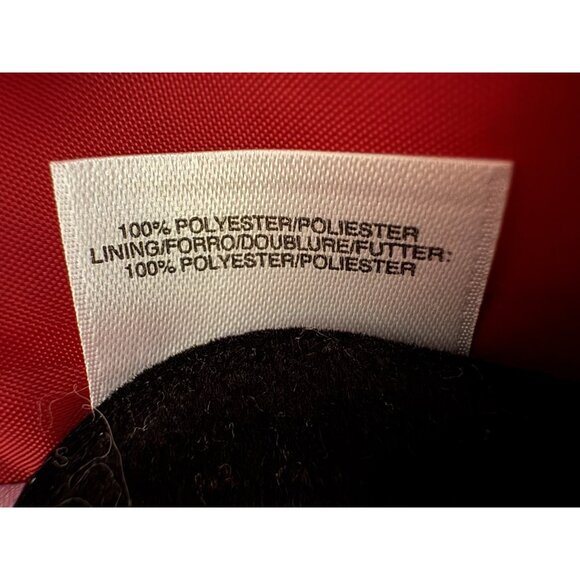 100% POLYESTER/POLIESTER
LINING/FORRO/DOUBLURE/FUTTER:
100% POLYESTER/POLIESTER